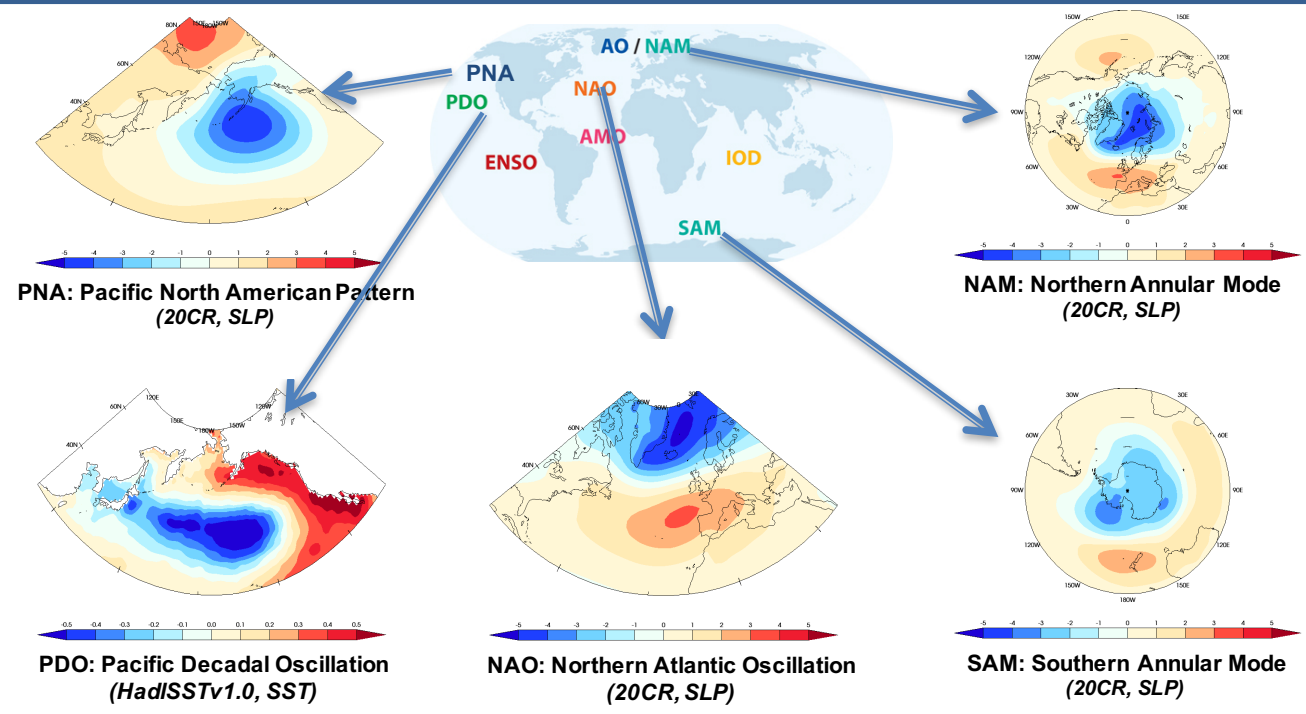 AO / NAM
PNA
NAO
PDO
AMO
ENSO
IOD
SAM
80N 150E 180W 150W
60N
40N
-5 -4 -3 -2 -1 0 1 2 3 4 5
PNA: Pacific North American Pattern
(20CR, SLP)
150W 150E
120W 120E
90W 90E
60W 60E
30W 30E
0
-5 -4 -3 -2 -1 0 1 2 3 4 5
NAM: Northern Annular Mode
(20CR, SLP)
120E 120W
60N 150E 180W 150W
40N
-0.5 -0.4 -0.3 -0.2 -0.1 0.0 0.1 0.2 0.3 0.4 0.5
PDO: Pacific Decadal Oscillation
(HadISSTv1.0, SST)
60W 30W 0 30E
60N
40N
-5 -4 -3 -2 -1 0 1 2 3 4 5
NAO: Northern Atlantic Oscillation
(20CR, SLP)
30W 30E
60W 60E
90W 90E
120W 120E
150W 150E
180W
-5 -4 -3 -2 -1 0 1 2 3 4 5
SAM: Southern Annular Mode
(20CR, SLP)